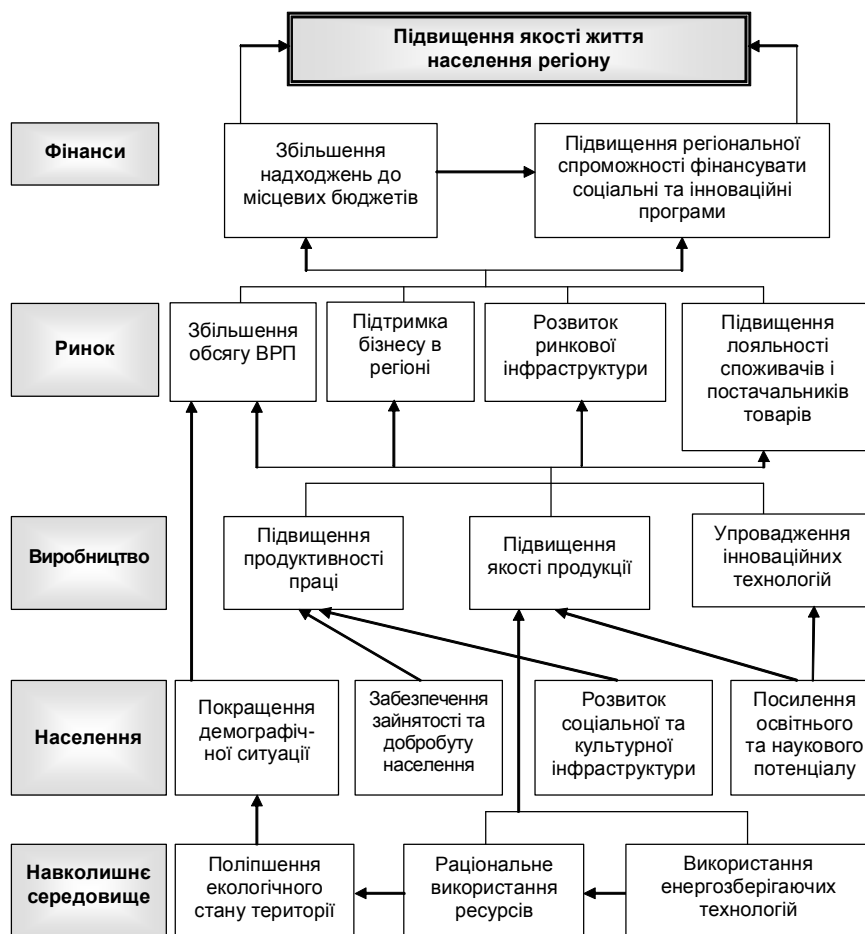 Підвищення якості життя
населення регіону
Фінанси
Збільшення
надходжень до
місцевих бюджетів
Підвищення регіональної
спроможності фінансувати
соціальні та інноваційні
програми
Ринок
Збільшення
обсягу ВРП
Підтримка
бізнесу в
регіоні
Розвиток
ринкової
інфраструктури
Підвищення
лояльності
споживачів і
постачальників
товарів
Виробництво
Підвищення
продуктивності
праці
Підвищення
якості продукції
Упровадження
інноваційних
технологій
Населення
Покращення
демографіч-
ної ситуації
Забезпечення
зайнятості та
добробуту
населення
Розвиток
соціальної та
культурної
інфраструктури
Посилення
освітнього
та наукового
потенціалу
Навколишнє
середовище
Поліпшення
екологічного
стану території
Раціональне
використання
ресурсів
Використання
енергозберігаючих
технологій